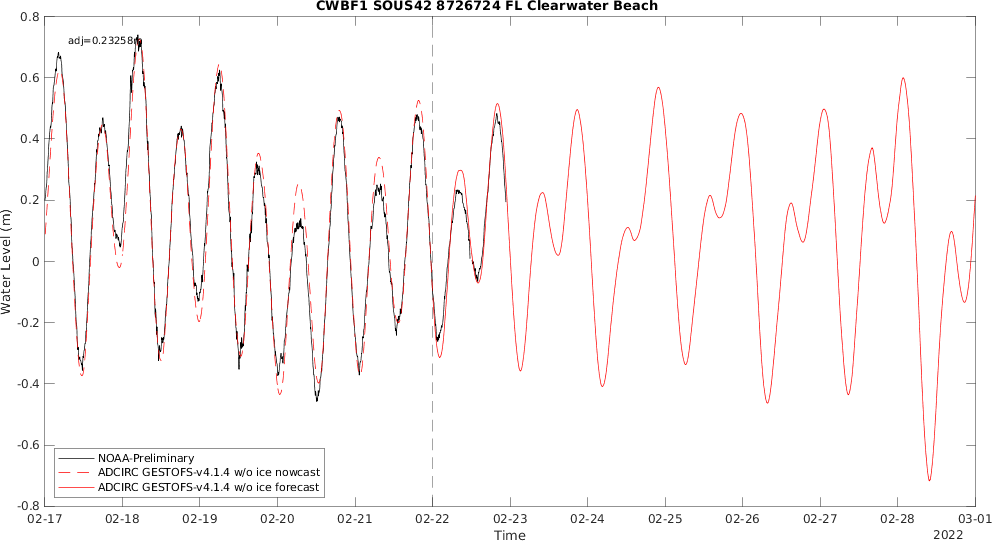 CWBF1 SOUS42 8726724 FL Clearwater Beach
adj=0.23258m
0.8
0.6
0.4
0.2
0
-0.2
-0.4
-0.6
-0.8
Water Level (m)
NOAA-Preliminary
ADCIRC GESTOFS-v4.1.4 w/o ice nowcast
ADCIRC GESTOFS-v4.1.4 w/o ice forecast
02-17 02-18 02-19 02-20 02-21 02-22 02-23 02-24 02-25 02-26 02-27 02-28 03-01
Time
2022